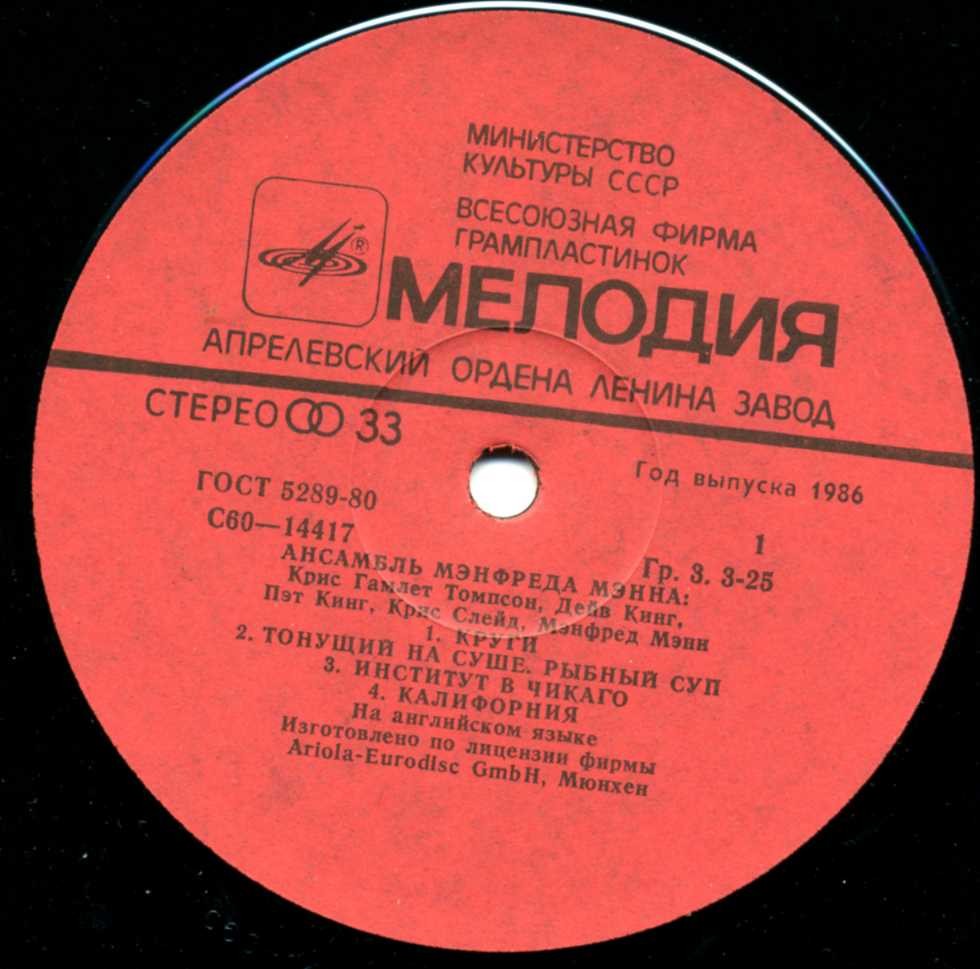 МИНИСТЕРСТВО
КУЛЬТУРЫ СССР
ВСЕСОЮЗНАЯ ФИРМА
ГРАМПЛАСТИНОК
®
МЕЛОДИЯ
АПРЕЛЕВСКИЙ ОРДЕНА ЛЕНИНА ЗАВОД
СТЕРЕО 33
Год выпуска 1986
ГОСТ 5289-80
С60—14417
1
Гр. 3. 3-25
АНСАМБЛЬ МЭНФРЕДА МЭННА:
Крис Гамлет Томпсон, Дейв Кинг,
Пэт Кинг, Крис Слейд, Мэнфред Мэнн
1. КРУГИ
2. ТОНУЩИЙ НА СУШЕ. РЫБНЫЙ СУП
3. ИНСТИТУТ В ЧИКАГО
4. КАЛИФОРНИЯ
На английском языке
Изготовлено по лицензии фирмы
Ariola-Eurodisc GmbH, Мюнхен